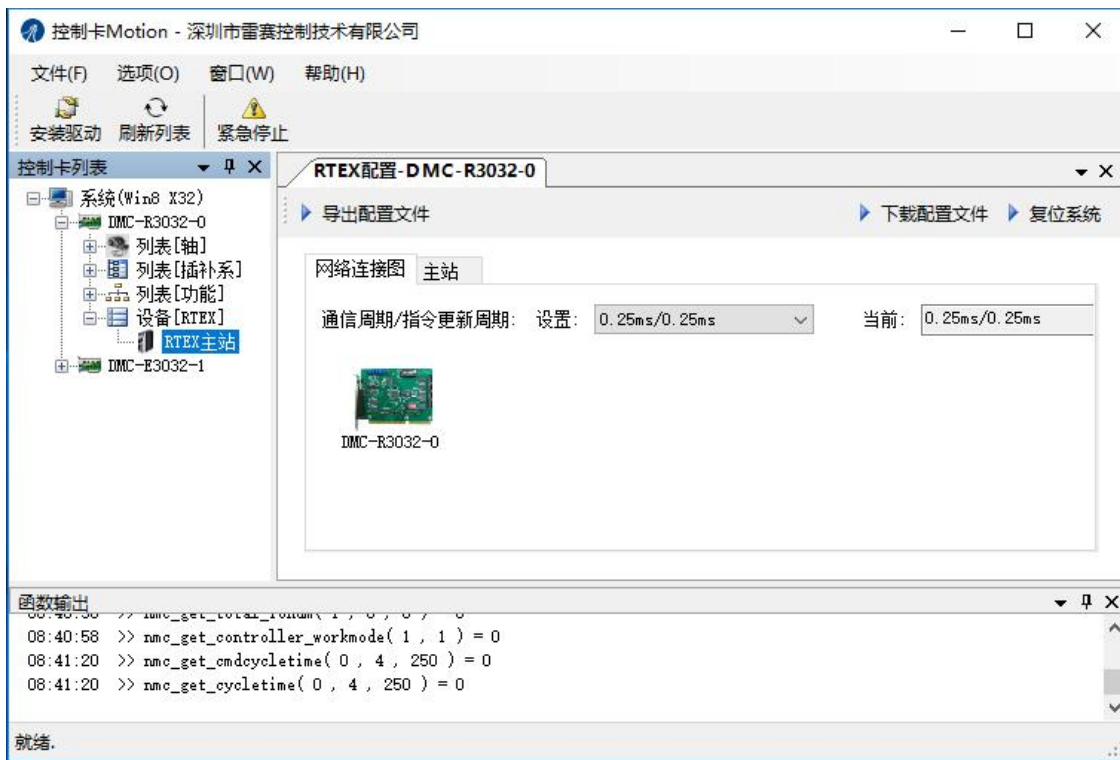 控制卡Motion - 深圳市雷赛控制技术有限公司
文件(F) 选项(O) 窗口(W) 帮助(H)
安装驱动 刷新列表 紧急停止
控制卡列表
系统(Win8 X32)
DMC-R3032-0
列表[轴]
列表[插补系]
列表[功能]
设备[RTEX]
RTEX主站
DMC-E3032-1
RTEX配置-DMC-R3032-0
导出配置文件 下载配置文件 复位系统
网络连接图 主站
通信周期/指令更新周期: 设置: 0.25ms/0.25ms 当前: 0.25ms/0.25ms
DMC-R3032-0
函数输出
08:40:58 >> nmc_get_controller_workmode( 1 , 1 ) = 0
08:41:20 >> nmc_get_cmdcycletime( 0 , 4 , 250 ) = 0
08:41:20 >> nmc_get_cycletime( 0 , 4 , 250 ) = 0
就绪.